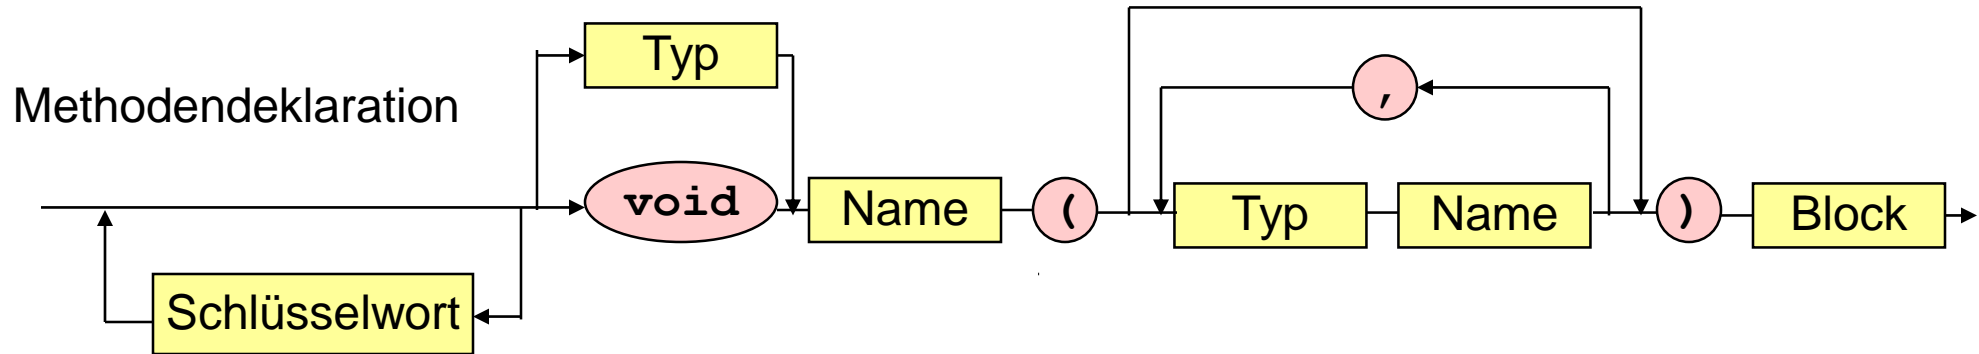 Typ
,
Methodendeklaration
void Name ( Typ Name ) Block
Schlüsselwort